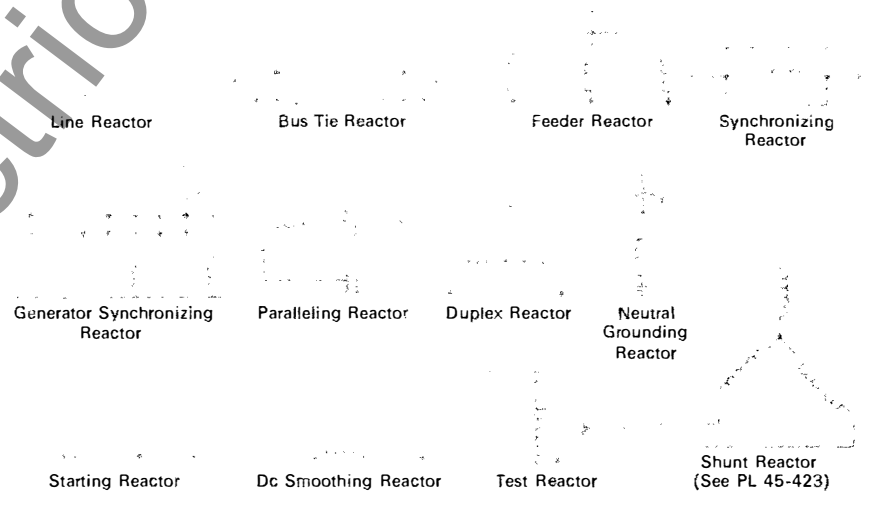 Line Reactor
Bus Tie Reactor
Feeder Reactor
Synchronizing
Reactor
Generator Synchronizing
Reactor
Paralleling Reactor
Duplex Reactor
Neutral
Grounding
Reactor
Starting Reactor
Dc Smoothing Reactor
Test Reactor
Shunt Reactor
(See PL 45-423)